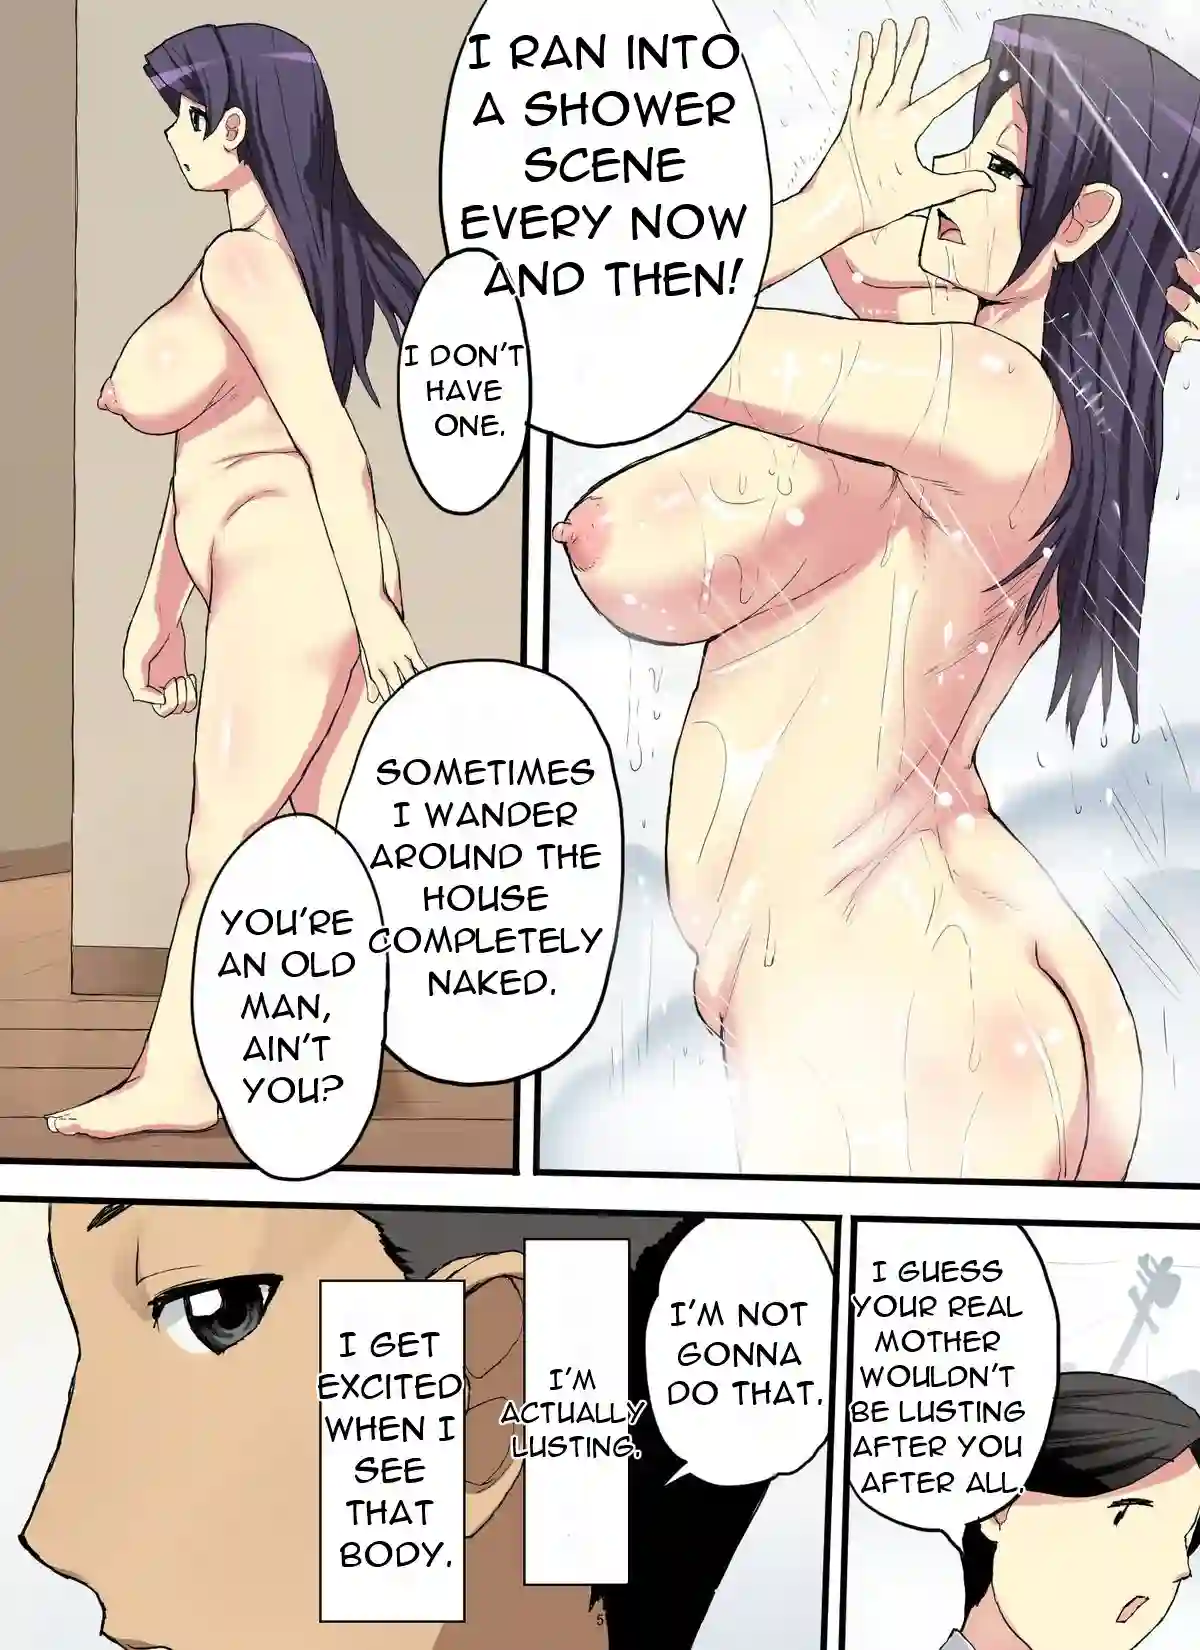 I RAN INTO
A SHOWER
SCENE
EVERY NOW
AND THEN!
I DON'T
HAVE
ONE.
SOMETIMES
I WANDER
AROUND THE
HOUSE
COMPLETELY
NAKED.
YOU'RE
AN OLD
MAN,
AIN'T
YOU?
I GUESS
YOUR REAL
MOTHER
WOULDN'T
BE LUSTING
AFTER YOU
AFTER ALL.
I'M NOT
GONNA
DO THAT.
I'M
ACTUALLY
LUSTING.
I GET
EXCITED
WHEN I
SEE
THAT
BODY.
5